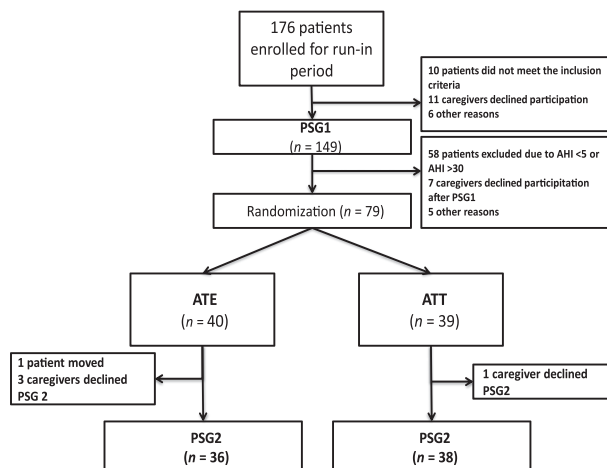 176 patients
enrolled for run-in
period
10 patients did not meet the inclusion
criteria
11 caregivers declined participation
6 other reasons
PSG1
(n = 149)
58 patients excluded due to AHI <5 or
AHI >30
7 caregivers declined participitation
after PSG1
5 other reasons
Randomization (n = 79)
ATE
(n = 40)
ATT
(n = 39)
1 patient moved
3 caregivers declined
PSG 2
1 caregiver declined
PSG2
PSG2
(n = 36)
PSG2
(n = 38)